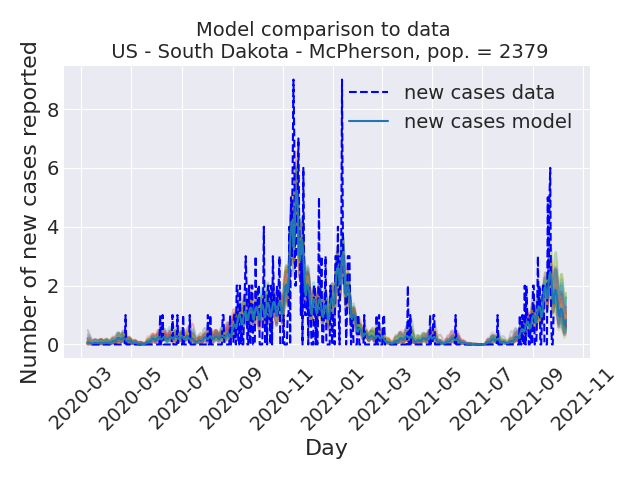 Model comparison to data
US - South Dakota - McPherson, pop. = 2379
Number of new cases reported
8
6
4
2
0
new cases data
new cases model
2020-03
2020-05
2020-07
2020-09
2020-11
2021-01
2021-03
2021-05
2021-07
2021-09
2021-11
Day